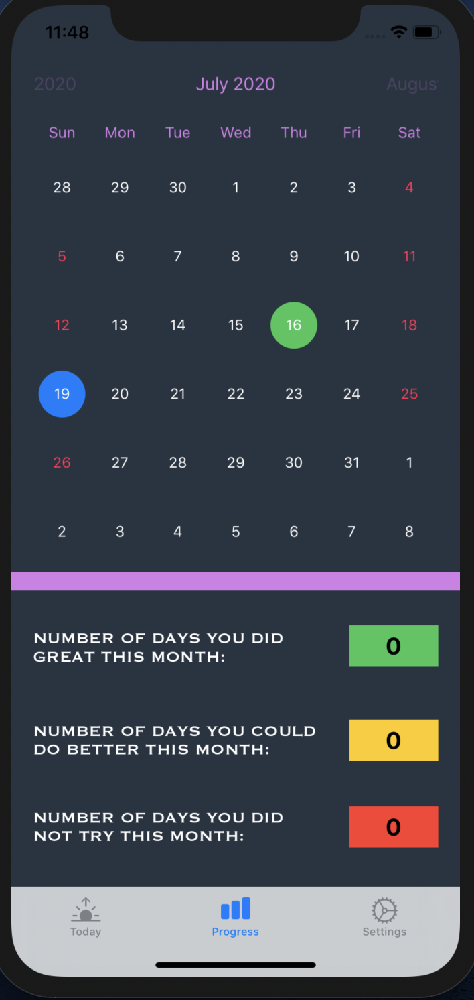 11:48
2020 July 2020 Augus
Sun Mon Tue Wed Thu Fri Sat
28 29 30 1 2 3 4
5 6 7 8 9 10 11
12 13 14 15 16 17 18
19 20 21 22 23 24 25
26 27 28 29 30 31 1
2 3 4 5 6 7 8
NUMBER OF DAYS YOU DID
GREAT THIS MONTH:
0
NUMBER OF DAYS YOU COULD
DO BETTER THIS MONTH:
0
NUMBER OF DAYS YOU DID
NOT TRY THIS MONTH:
0
Today Progress Settings